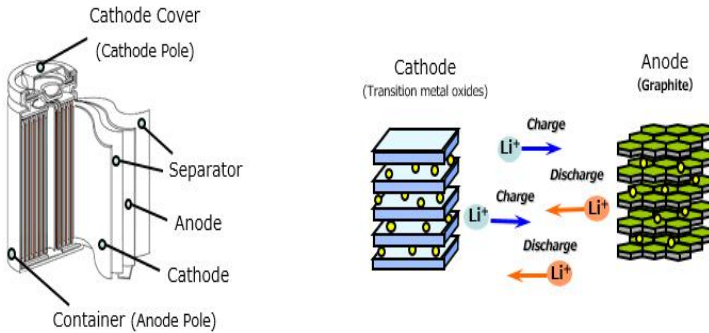 Cathode Cover
(Cathode Pole)
Separator
Anode
Cathode
Container (Anode Pole)
Cathode
(Transition metal oxides)
Anode
(Graphite)
Charge
Li+
Discharge
Charge
Li+
Li+
Discharge
Li+